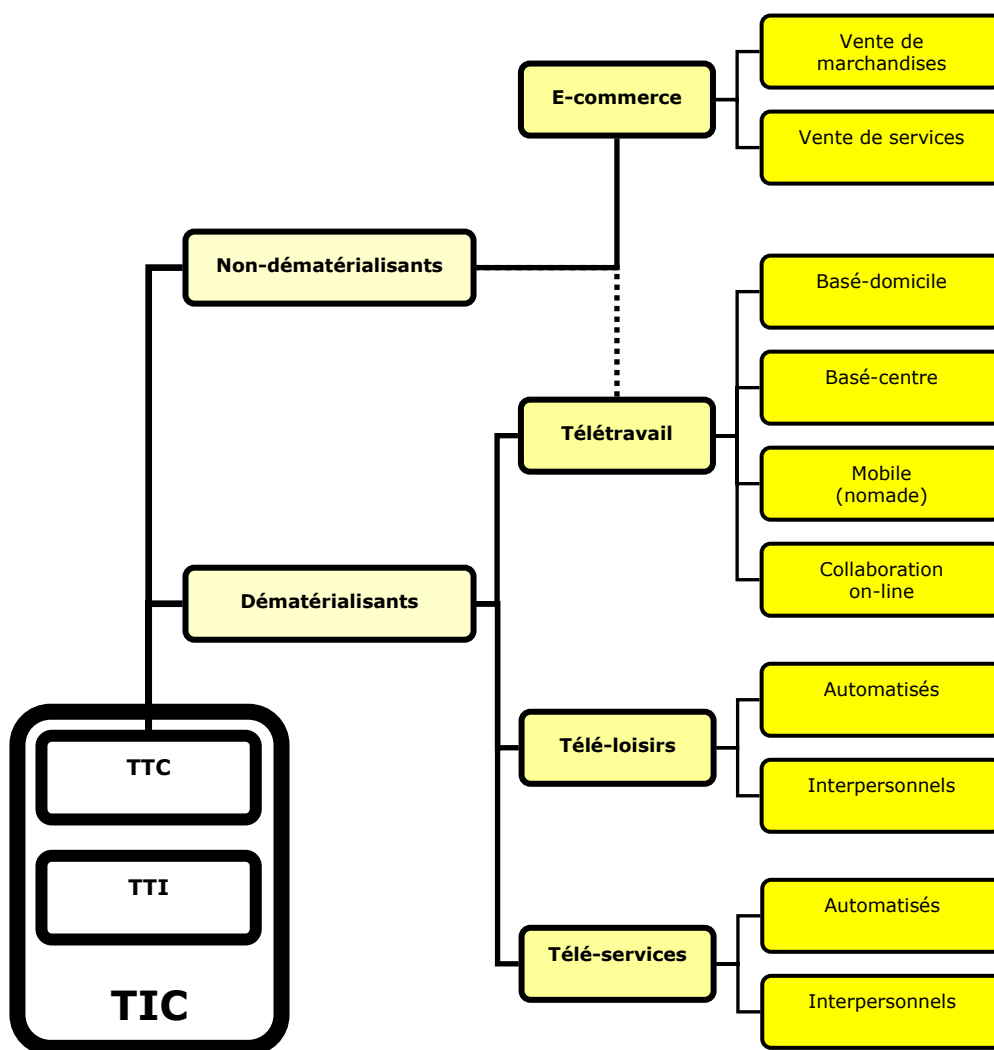 Vente de
marchandises
E-commerce
Vente de services
Non-dématérialisants
Basé-domicile
Basé-centre
Télétravail
Mobile
(nomade)
Collaboration
on-line
Dématérialisants
Automatisés
Télé-loisirs
Interpersonnels
TTC
TTI
TIC
Automatisés
Télé-services
Interpersonnels